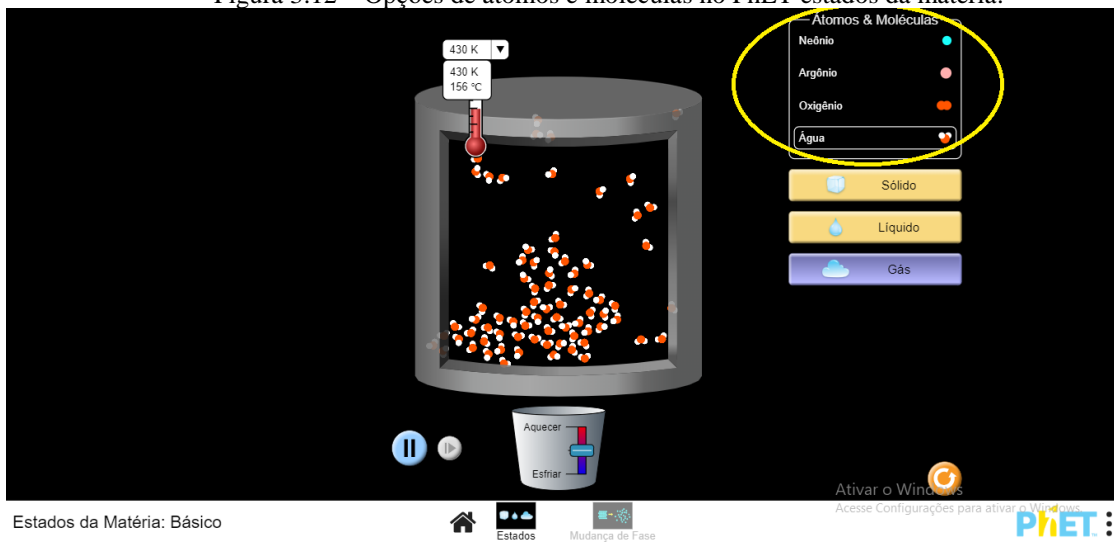 Figura 3.12 – Opções de átomos e moléculas no PhET estados da matéria.
430 K
430 K
156 °C
Átomos & Moléculas
Neônio
Argônio
Oxigênio
Água
Sólido
Líquido
Gás
Aquecer
Esfriar
Ativar o Windows
Acesse Configurações para ativar o Windows.
Estados da Matéria: Básico
Estados
Mudança de Fase
PhET